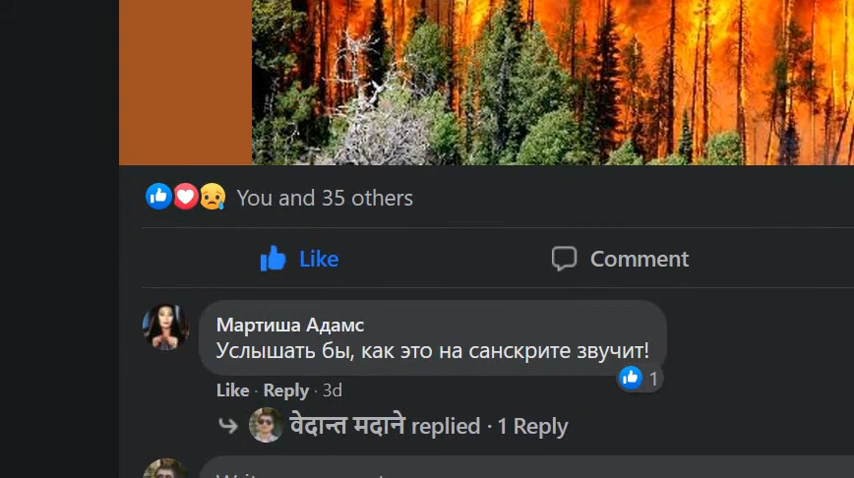 You and 35 others
Like
Comment
Мартиша Адамс
Услышать бы, как это на санскрите звучит!
1
Like · Reply · 3d
वेदान्त मदाने replied · 1 Reply